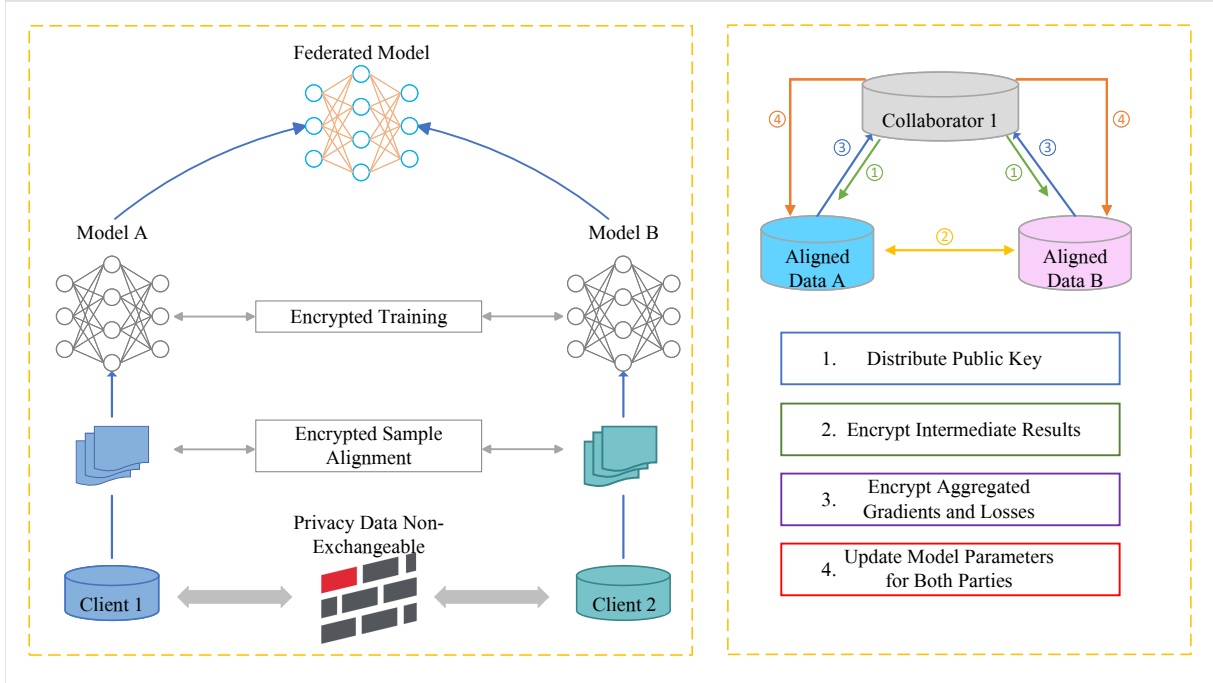 Federated Model
Model A
Model B
Encrypted Training
Encrypted Sample
Alignment
Privacy Data Non-
Exchangeable
Client 1
Client 2
Collaborator 1
④
④
③
③
①
①
②
Aligned
Data A
Aligned
Data B
1. Distribute Public Key
2. Encrypt Intermediate Results
3. Encrypt Aggregated
Gradients and Losses
4. Update Model Parameters
for Both Parties